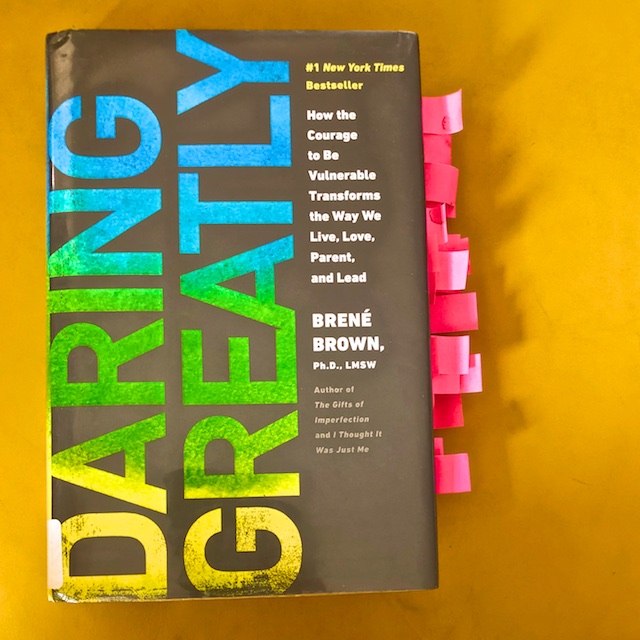 DARING
GREATLY
#1 New York Times
Bestseller
How the
Courage
to Be
Vulnerable
Transforms
the Way We
Live, Love,
Parent,
and Lead
BRENÉ
BROWN,
Ph.D., LMSW
Author of
The Gifts of
Imperfection
and I Thought It
Was Just Me